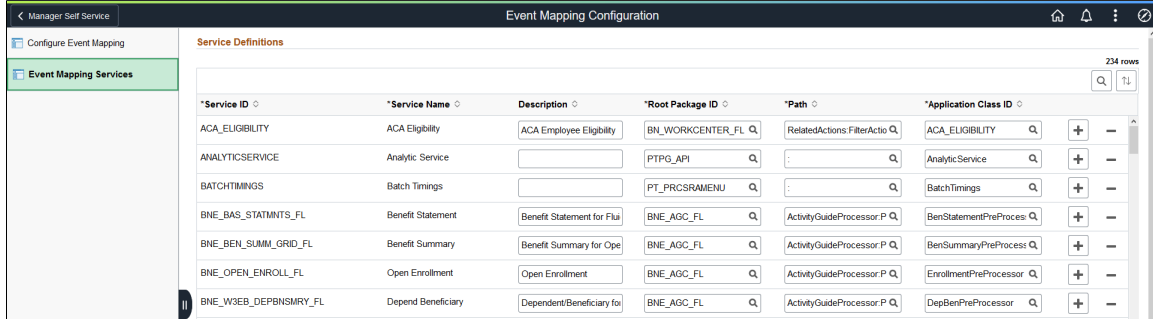 Manager Self Service
Event Mapping Configuration
Configure Event Mapping
Event Mapping Services
Service Definitions
234 rows
*Service ID *Service Name Description *Root Package ID *Path *Application Class ID
ACA_ELIGIBILITY ACA Eligibility ACA Employee Eligibility BN_WORKCENTER_FL RelatedActions:FilterActio ACA_ELIGIBILITY
ANALYTICSERVICE Analytic Service PTPG_API : AnalyticService
BATCHTIMINGS Batch Timings PT_PRCSRAMENU : BatchTimings
BNE_BAS_STATMNTS_FL Benefit Statement Benefit Statement for Flui BNE_AGC_FL ActivityGuideProcessor:P BenStatementPreProcess
BNE_BEN_SUMM_GRID_FL Benefit Summary Benefit Summary for Ope BNE_AGC_FL ActivityGuideProcessor:P BenSummaryPreProcess
BNE_OPEN_ENROLL_FL Open Enrollment Open Enrollment BNE_AGC_FL ActivityGuideProcessor:P EnrollmentPreProcessor
BNE_W3EB_DEPBNSMRY_FL Depend Beneficiary Dependent/Beneficiary for BNE_AGC_FL ActivityGuideProcessor:P DepBenPreProcessor